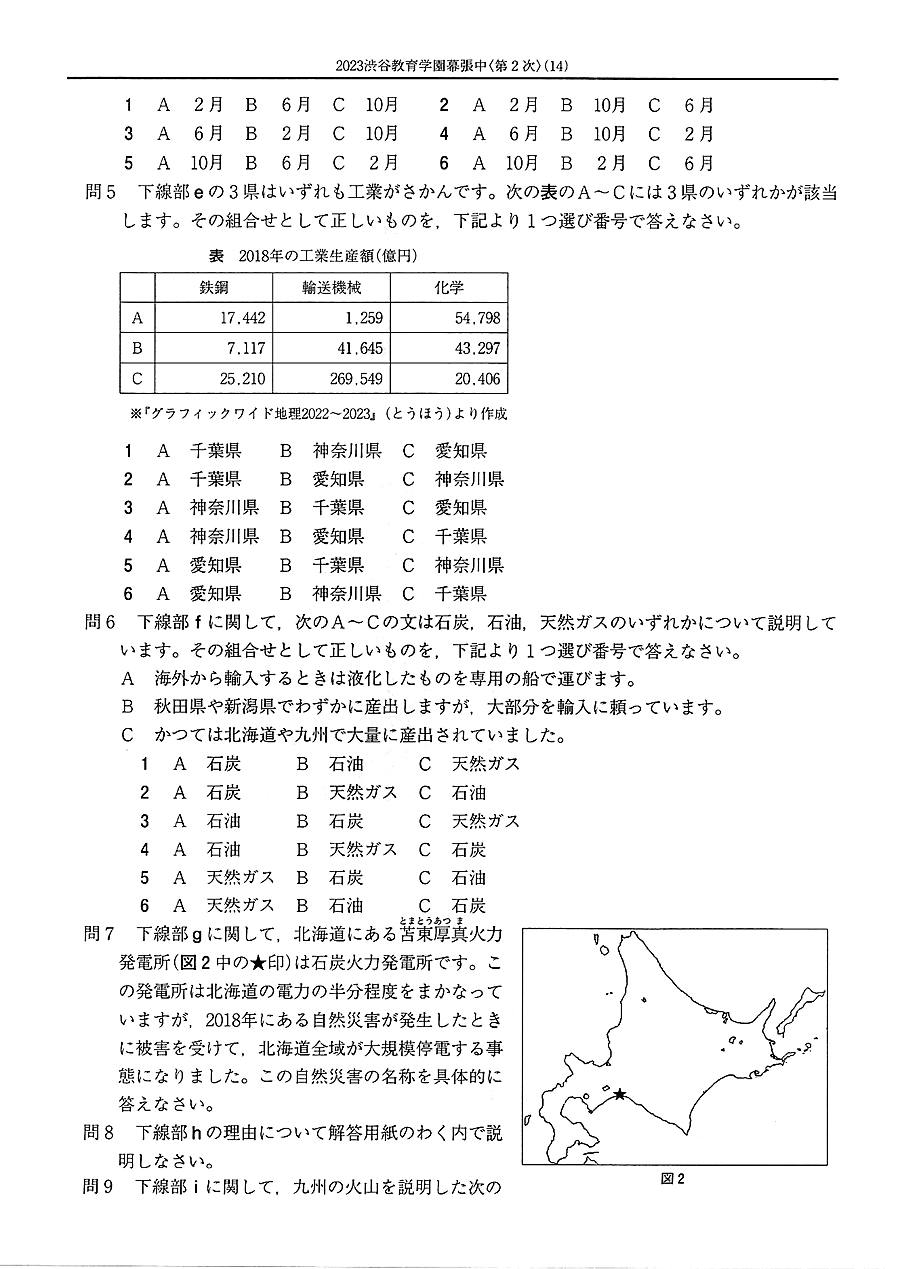 2023渋谷教育学園幕張中〈第2次〉(14)
1 A 2月 B 6月 C 10月 2 A 2月 B 10月 C 6月
3 A 6月 B 2月 C 10月 4 A 6月 B 10月 C 2月
5 A 10月 B 6月 C 2月 6 A 10月 B 2月 C 6月
問5 下線部eの3県はいずれも工業がさかんです。次の表のA～Cには3県のいずれかが該当
します。その組合せとして正しいものを，下記より1つ選び番号で答えなさい。
表 2018年の工業生産額(億円)
鉄鋼 輸送機械 化学
A 17,442 1,259 54,798
B 7,117 41,645 43,297
C 25,210 269,549 20,406
※『グラフィックワイド地理2022～2023』(とうほう)より作成
1 A 千葉県 B 神奈川県 C 愛知県
2 A 千葉県 B 愛知県 C 神奈川県
3 A 神奈川県 B 千葉県 C 愛知県
4 A 神奈川県 B 愛知県 C 千葉県
5 A 愛知県 B 千葉県 C 神奈川県
6 A 愛知県 B 神奈川県 C 千葉県
問6 下線部fに関して，次のA～Cの文は石炭，石油，天然ガスのいずれかについて説明して
います。その組合せとして正しいものを，下記より1つ選び番号で答えなさい。
A 海外から輸入するときは液化したものを専用の船で運びます。
B 秋田県や新潟県でわずかに産出しますが，大部分を輸入に頼っています。
C かつては北海道や九州で大量に産出されていました。
1 A 石炭 B 石油 C 天然ガス
2 A 石炭 B 天然ガス C 石油
3 A 石油 B 石炭 C 天然ガス
4 A 石油 B 天然ガス C 石炭
5 A 天然ガス B 石炭 C 石油
6 A 天然ガス B 石油 C 石炭
とまとうあつま
問7 下線部gに関して，北海道にある苫東厚真火力
発電所(図2中の★印)は石炭火力発電所です。こ
の発電所は北海道の電力の半分程度をまかなって
いますが，2018年にある自然災害が発生したとき
に被害を受けて，北海道全域が大規模停電する事
態になりました。この自然災害の名称を具体的に
答えなさい。
問8 下線部hの理由について解答用紙のわく内で説
明しなさい。
問9 下線部iに関して，九州の火山を説明した次の
★
図2